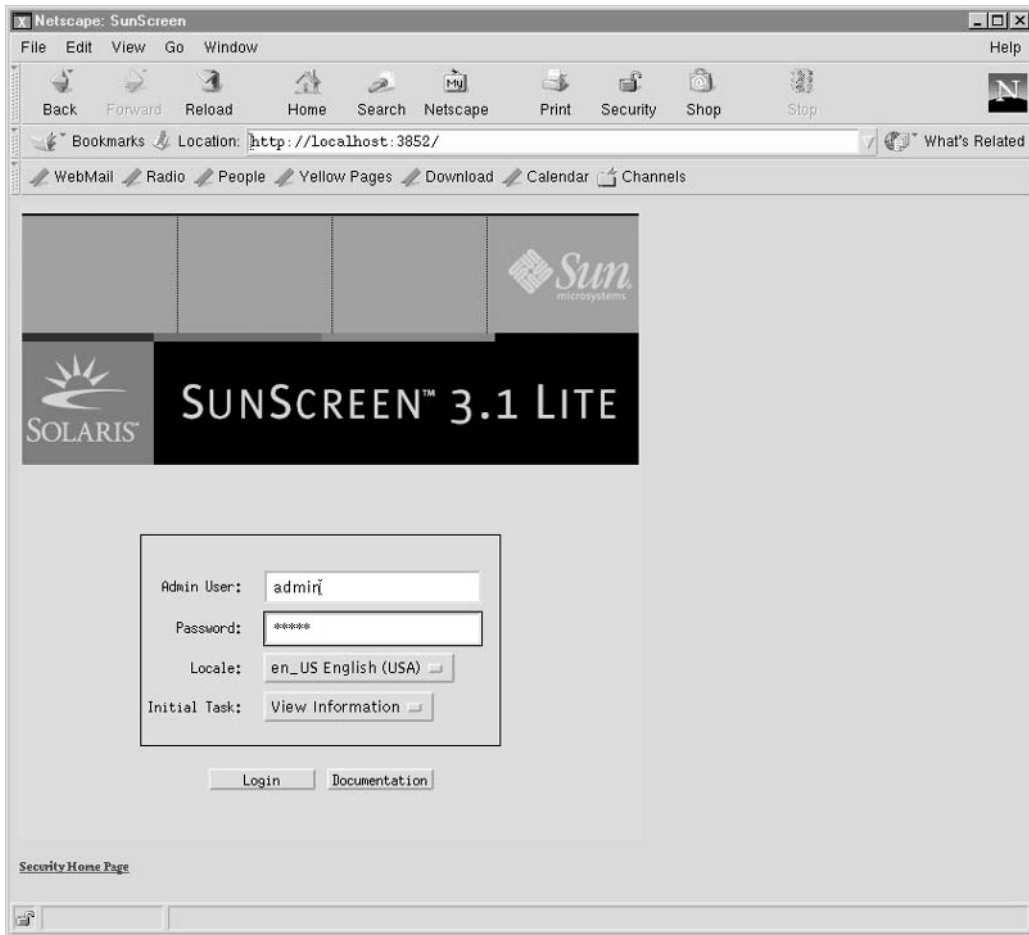 Netscape: SunScreen
File Edit View Go Window Help
My
N
Back Forward Reload Home Search Netscape Print Security Shop Stop
Bookmarks Location: http://localhost:3852/ What's Related
WebMail Radio People Yellow Pages Download Calendar Channels
Sun
microsystems
SOLARIS™
SUNSCREEN™ 3.1 LITE
Admin User: admin
Password: *****
Locale: en_US English (USA)
Initial Task: View Information
Login Documentation
Security Home Page